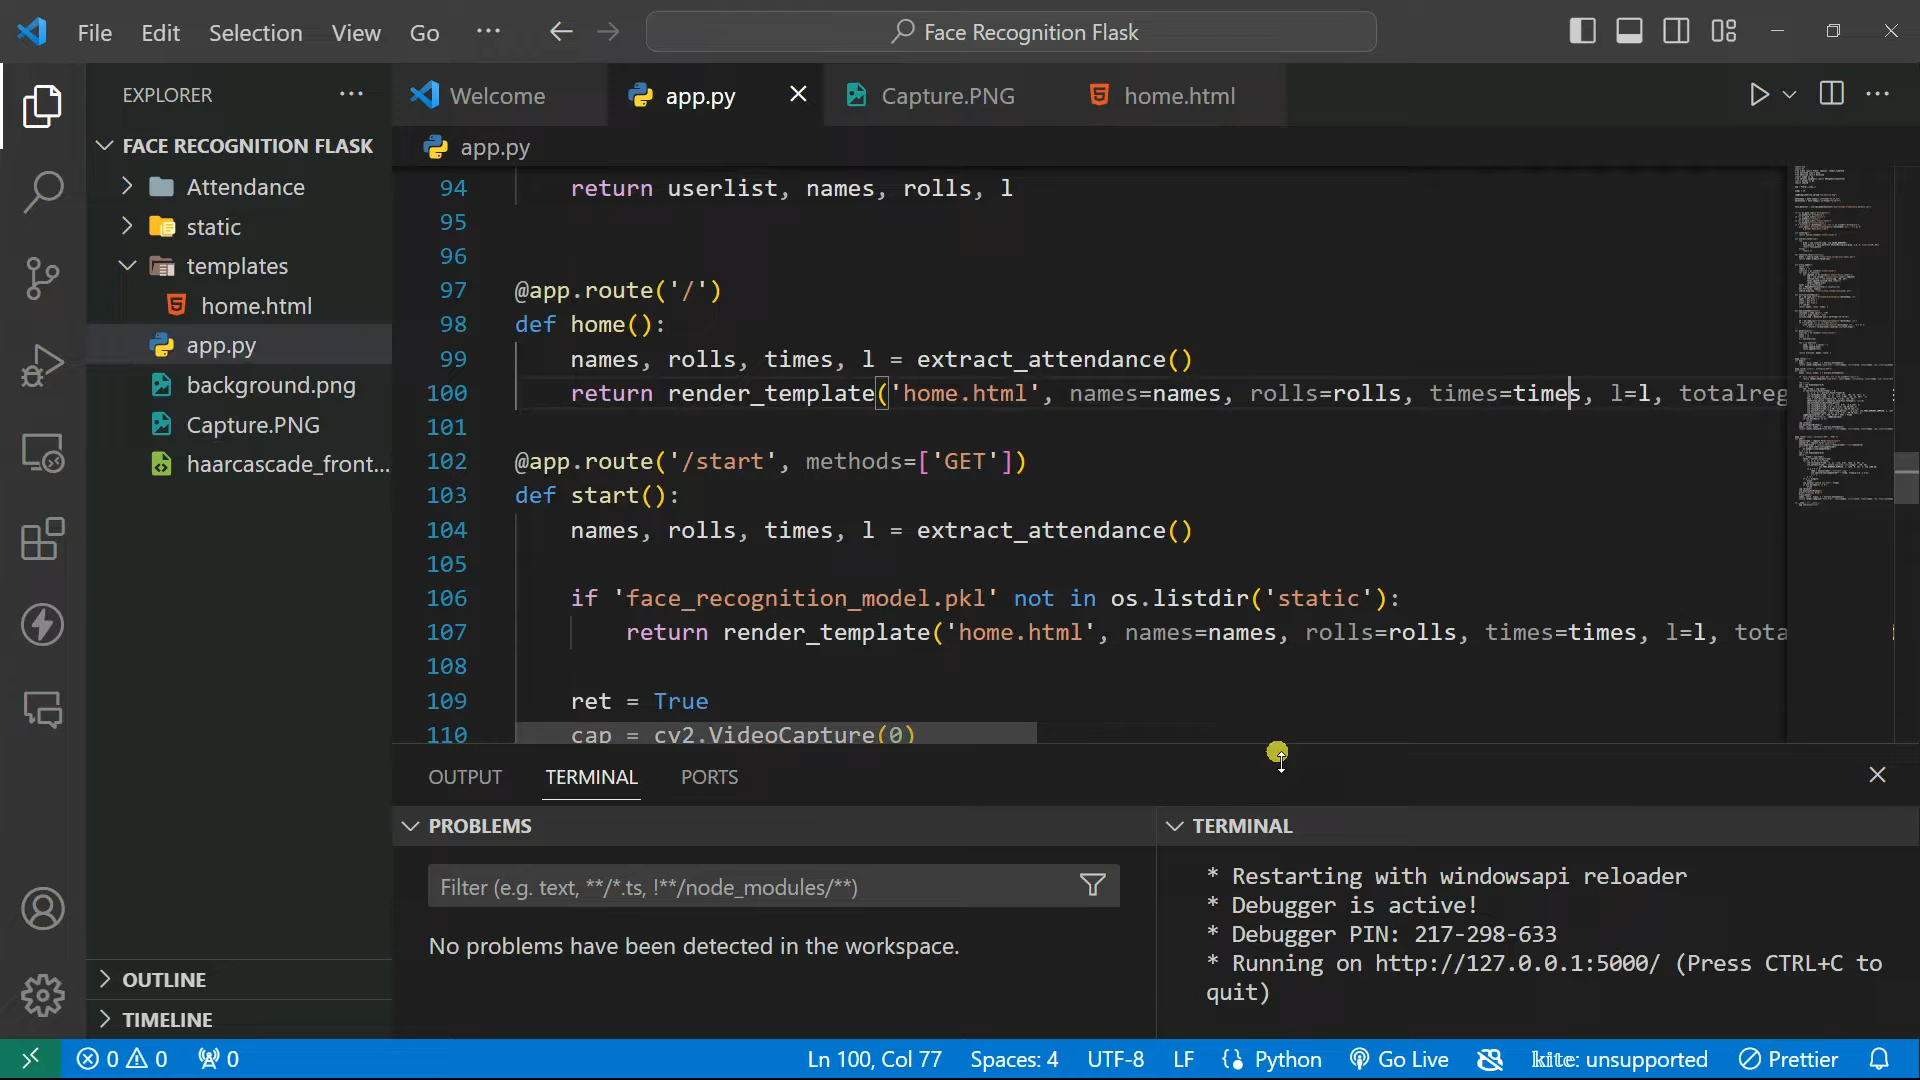 File Edit Selection View Go ··· Face Recognition Flask
EXPLORER ···
Welcome app.py Capture.PNG home.html
FACE RECOGNITION FLASK
Attendance
static
templates
home.html
app.py
background.png
Capture.PNG
haarcascade_front...
OUTLINE
TIMELINE
app.py
94 return userlist, names, rolls, l
95
96
97 @app.route('/')
98 def home():
99 names, rolls, times, l = extract_attendance()
100 return render_template('home.html', names=names, rolls=rolls, times=times, l=l, totalreg
101
102 @app.route('/start', methods=['GET'])
103 def start():
104 names, rolls, times, l = extract_attendance()
105
106 if 'face_recognition_model.pkl' not in os.listdir('static'):
107 return render_template('home.html', names=names, rolls=rolls, times=times, l=l, tota
108
109 ret = True
110 cap = cv2.VideoCapture(0)
OUTPUT TERMINAL PORTS
PROBLEMS
Filter (e.g. text, **/*.ts, !**/node_modules/**)
No problems have been detected in the workspace.
TERMINAL
* Restarting with windowsapi reloader
* Debugger is active!
* Debugger PIN: 217-298-633
* Running on http://127.0.0.1:5000/ (Press CTRL+C to
quit)
0 0 0 Ln 100, Col 77 Spaces: 4 UTF-8 LF Python Go Live kite: unsupported Prettier